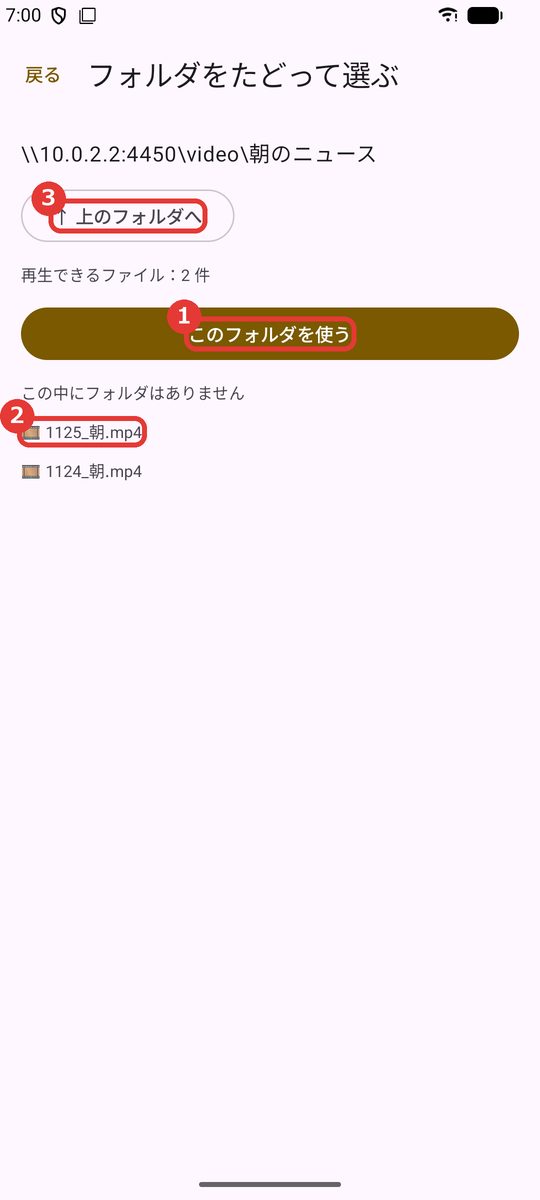 7:00
戻る フォルダをたどって選ぶ
\\10.0.2.2:4450\video\朝のニュース
3
↑ 上のフォルダへ
再生できるファイル：2 件
1
このフォルダを使う
この中にフォルダはありません
2
1125_朝.mp4
1124_朝.mp4